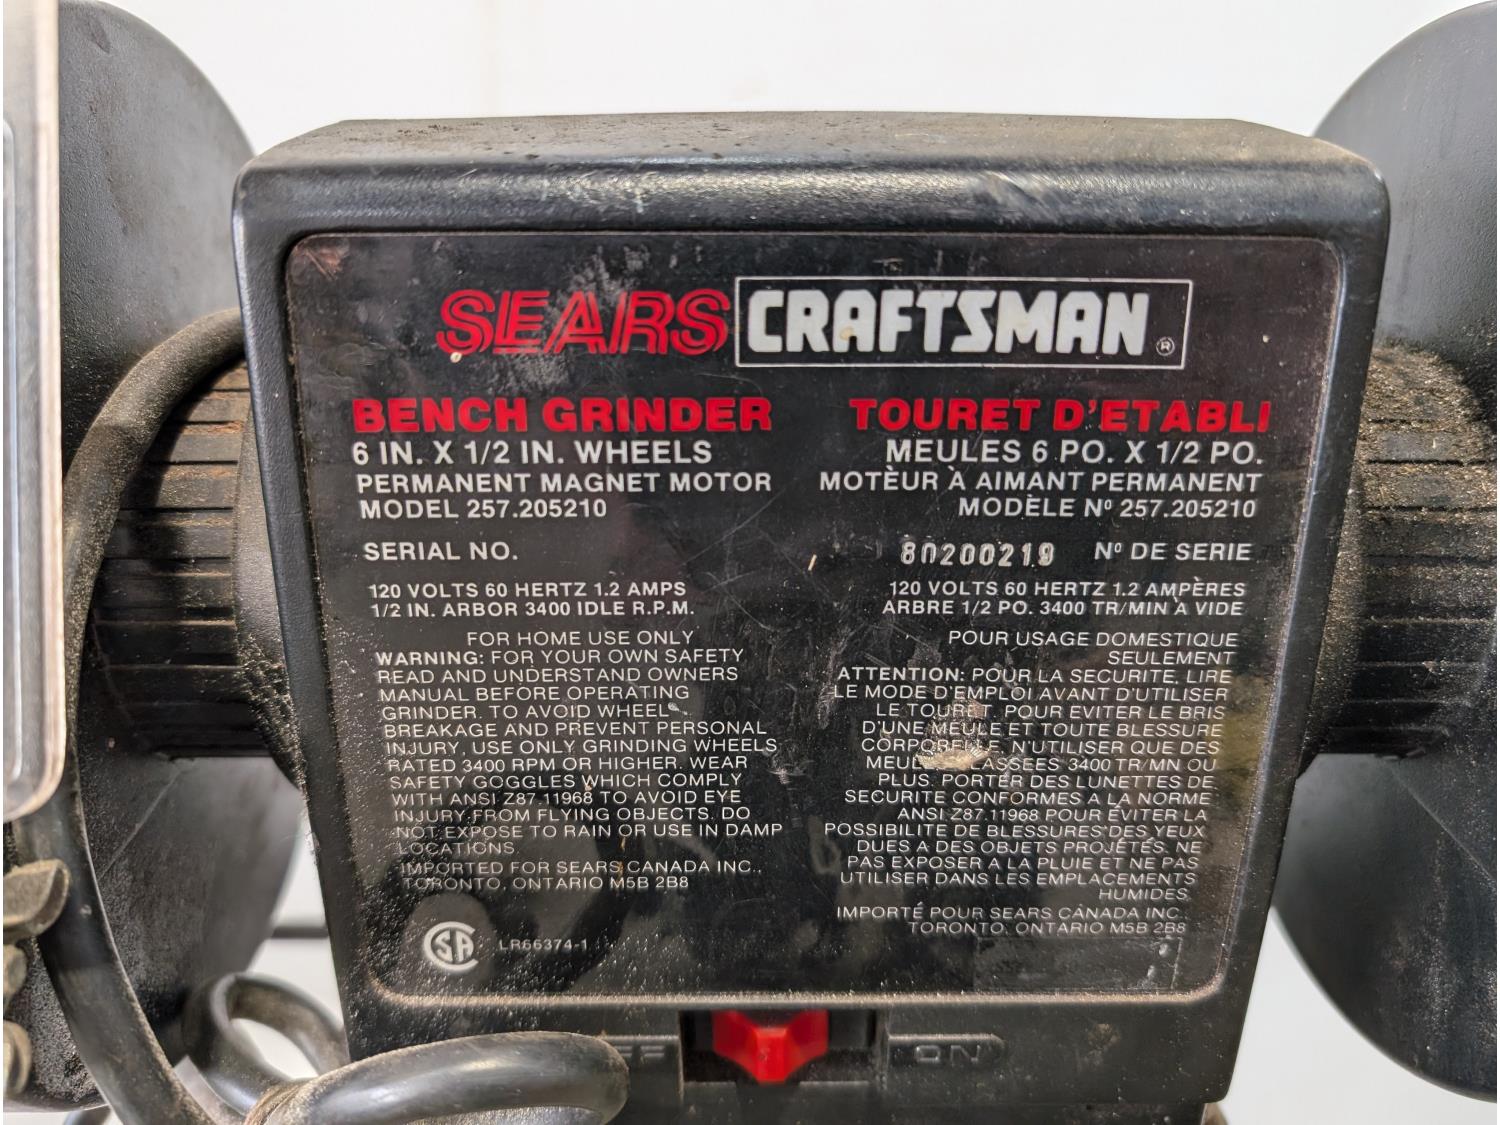 SEARS CRAFTSMAN ®
BENCH GRINDER
6 IN. X 1/2 IN. WHEELS
PERMANENT MAGNET MOTOR
MODEL 257.205210
SERIAL NO.
120 VOLTS 60 HERTZ 1.2 AMPS
1/2 IN. ARBOR 3400 IDLE R.P.M.
FOR HOME USE ONLY
WARNING: FOR YOUR OWN SAFETY
READ AND UNDERSTAND OWNERS
MANUAL BEFORE OPERATING
GRINDER. TO AVOID WHEEL
BREAKAGE AND PREVENT PERSONAL
INJURY, USE ONLY GRINDING WHEELS
RATED 3400 RPM OR HIGHER. WEAR
SAFETY GOGGLES WHICH COMPLY
WITH ANSI Z87-11968 TO AVOID EYE
INJURY FROM FLYING OBJECTS. DO
NOT EXPOSE TO RAIN OR USE IN DAMP
LOCATIONS.
IMPORTED FOR SEARS CANADA INC.,
TORONTO, ONTARIO M5B 2B8
CSA LR66374-1
TOURET D'ETABLI
MEULES 6 PO. X 1/2 PO.
MOTÈUR À AIMANT PERMANENT
MODÈLE Nº 257.205210
80200219 Nº DE SERIE
120 VOLTS 60 HERTZ 1.2 AMPÈRES
ARBRE 1/2 PO. 3400 TR/MIN À VIDE
POUR USAGE DOMESTIQUE
SEULEMENT
ATTENTION: POUR LA SECURITE, LIRE
LE MODE D'EMPLOI AVANT D'UTILISER
LE TOURET. POUR EVITER LE BRIS
D'UNE MEULE ET TOUTE BLESSURE
CORPORELLE, N'UTILISER QUE DES
CLASSEES 3400 TR/MN OU
PLUS. PORTER DES LUNETTES DE
SECURITE CONFORMES A LA NORME
ANSI Z87.11968 POUR ÉVITER LA
POSSIBILITE DE BLESSURES DES YEUX
DUES A DES OBJETS PROJÉTÉS. NE
PAS EXPOSER A LA PLUIE ET NE PAS
UTILISER DANS LES EMPLACEMENTS
HUMIDES.
IMPORTÉ POUR SEARS CANADA INC.,
TORONTO, ONTARIO M5B 2B8
ON